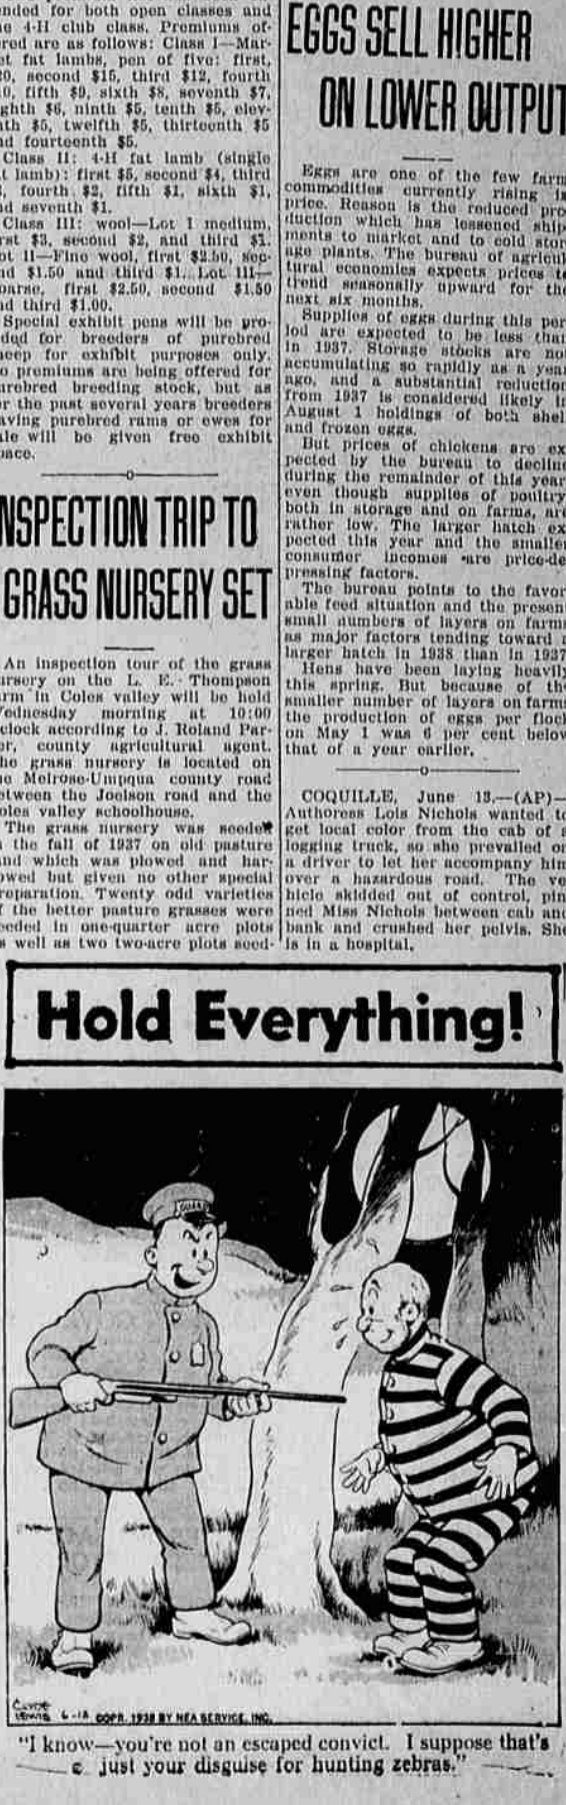 nded for both open classes and
4-H club class. Premiums of-
red are as follows: Class I—Mar-
et fat lambs, pen of five: first,
second $15, third $12, fourth
fifth $9, sixth $8, seventh $7,
ghth $6, ninth $5, tenth $5, elev-
th $5, twelfth $5, thirteenth $5
d fourteenth $5.
Class II: 4-H fat lamb (single
t lamb): first $5, second $4, third
, fourth $2, fifth $1, sixth $1,
d seventh $1.
Class III: wool—Lot 1 medium,
rst $3, second $2, and third $1.
ot II—Fine wool, first $2.50, sec-
nd $1.50 and third $1. Lot III—
oarse, first $2.50, second $1.50
nd third $1.00.
Special exhibit pens will be pro-
ded for breeders of purebred
heep for exhibit purposes only.
o premiums are being offered for
urebred breeding stock, but as
r the past several years breeders
aving purebred rams or ewes for
ale will be given free exhibit
pace.
NSPECTION TRIP TO
GRASS NURSERY SET
An inspection tour of the grass
ursery on the L. E. Thompson
arm in Coles valley will be held
Wednesday morning at 10:00
'clock according to J. Roland Par-
er, county agricultural agent.
The grass nursery is located on
he Melrose-Umpqua county road
etween the Joelson road and the
oles valley schoolhouse.
The grass nursery was seeded
the fall of 1937 on old pasture
and which was plowed and har-
owed but given no other special
reparation. Twenty odd varieties
f the better pasture grasses were
eeded in one-quarter acre plots
s well as two two-acre plots seed-
EGGS SELL HIGHER
ON LOWER OUTPUT
Eggs are one of the few farm
commodities currently rising in
price. Reason is the reduced pro
duction which has lessened ship
ments to market and to cold stor
age plants. The bureau of agricul
tural economics expects prices to
trend seasonally upward for the
next six months.
Supplies of eggs during this per
iod are expected to be less than
in 1937. Storage stocks are not
accumulating so rapidly as a year
ago, and a substantial reduction
from 1937 is considered likely in
August 1 holdings of both shell
and frozen eggs.
But prices of chickens are ex
pected by the bureau to decline
during the remainder of this year
even though supplies of poultry
both in storage and on farms, are
rather low. The larger hatch ex
pected this year and the smaller
consumer incomes are price-de
pressing factors.
The bureau points to the favor
able feed situation and the present
small numbers of layers on farms
as major factors tending toward a
larger hatch in 1938 than in 1937
Hens have been laying heavily
this spring. But because of the
smaller number of layers on farms
the production of eggs per flock
on May 1 was 6 per cent below
that of a year earlier.
COQUILLE, June 13.—(AP)—
Authoress Lois Nichols wanted to
get local color from the cab of a
logging truck, so she prevailed on
a driver to let her accompany him
over a hazardous road. The ve
hicle skidded out of control, pin
ned Miss Nichols between cab and
bank and crushed her pelvis. She
is in a hospital.
Hold Everything!
GUARD
CLYDE
LEWIS 6-13 COPR. 1938 BY NEA SERVICE, INC.
"I know—you're not an escaped convict. I suppose that's
just your disguise for hunting zebras."